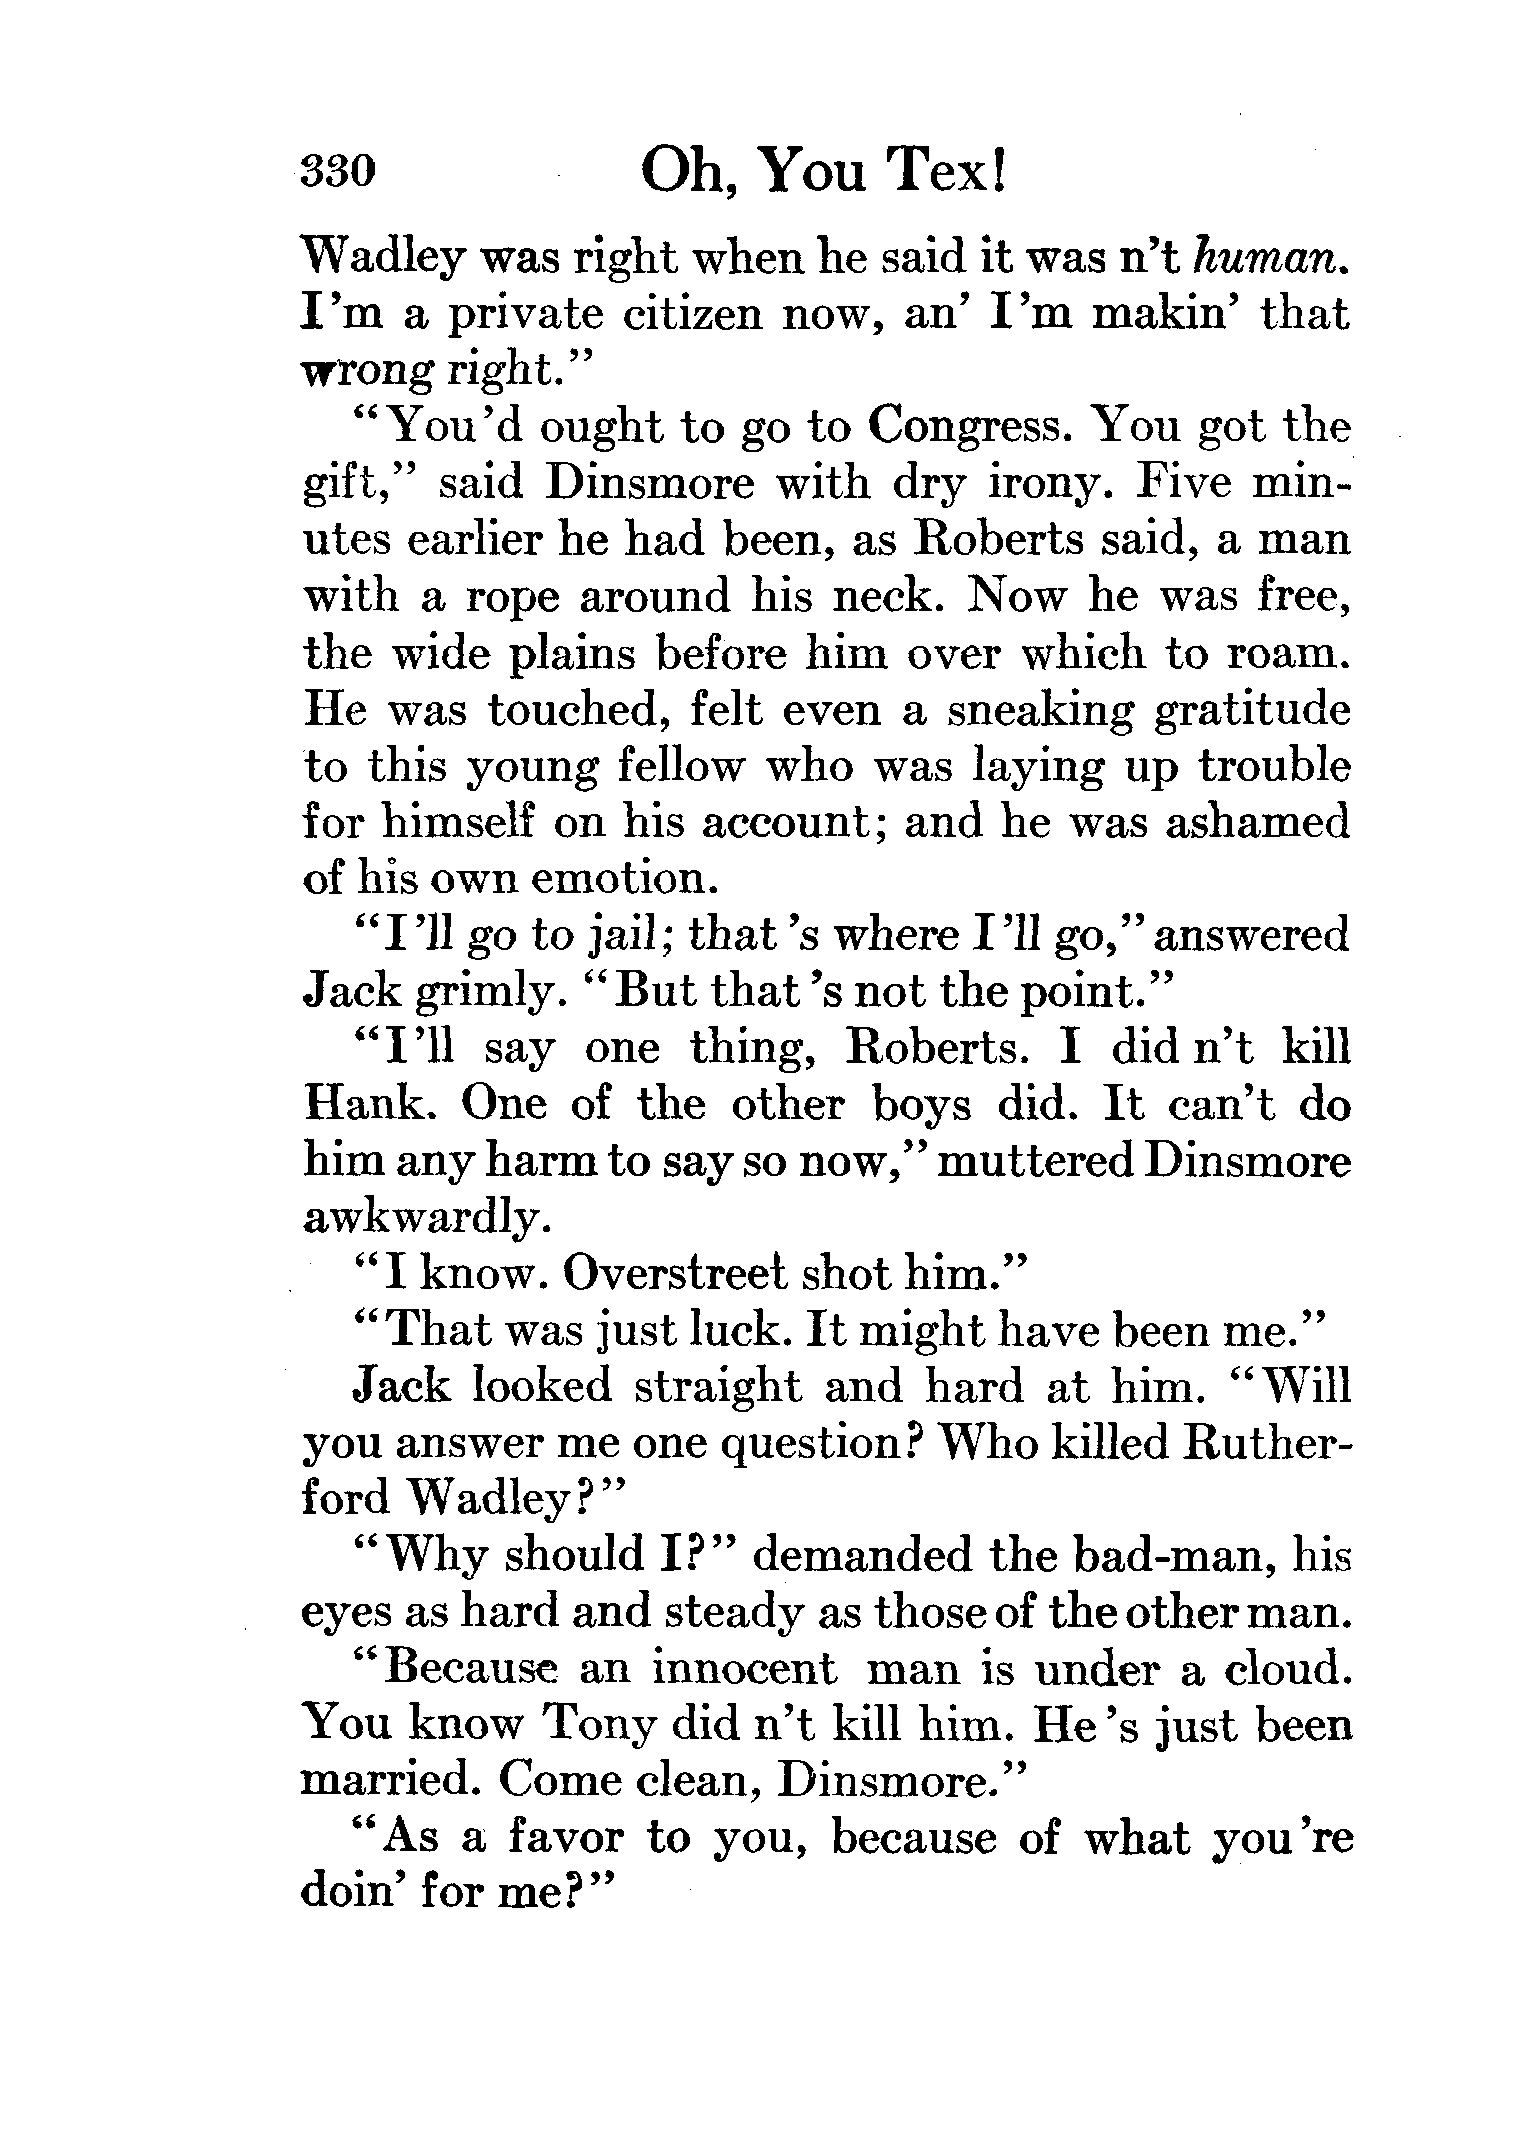 330 Oh, You Tex!
Wadley was right when he said it was n't human.
I'm a private citizen now, an' I'm makin' that
wrong right."
"You'd ought to go to Congress. You got the
gift," said Dinsmore with dry irony. Five min-
utes earlier he had been, as Roberts said, a man
with a rope around his neck. Now he was free,
the wide plains before him over which to roam.
He was touched, felt even a sneaking gratitude
to this young fellow who was laying up trouble
for himself on his account; and he was ashamed
of his own emotion.
"I'll go to jail; that's where I'll go," answered
Jack grimly. "But that's not the point."
"I'll say one thing, Roberts. I did n't kill
Hank. One of the other boys did. It can't do
him any harm to say so now," muttered Dinsmore
awkwardly.
"I know. Overstreet shot him."
"That was just luck. It might have been me."
Jack looked straight and hard at him. "Will
you answer me one question? Who killed Ruther-
ford Wadley?"
"Why should I?" demanded the bad-man, his
eyes as hard and steady as those of the other man.
"Because an innocent man is under a cloud.
You know Tony did n't kill him. He's just been
married. Come clean, Dinsmore."
"As a favor to you, because of what you're
doin' for me?"